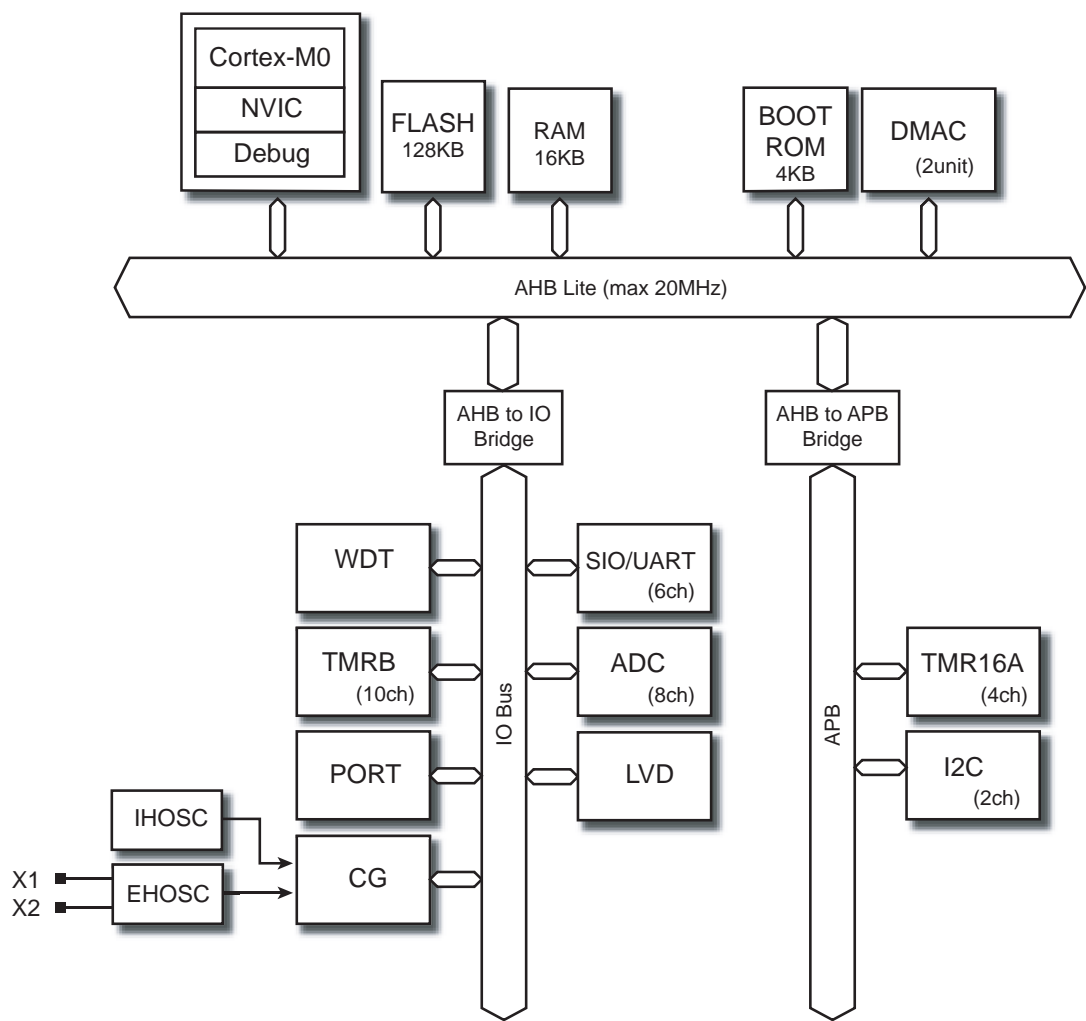 Cortex-M0
NVIC
Debug
FLASH
128KB
RAM
16KB
BOOT
ROM
4KB
DMAC
(2unit)
AHB Lite (max 20MHz)
AHB to IO
Bridge
AHB to APB
Bridge
WDT
SIO/UART
(6ch)
TMRB
(10ch)
ADC
(8ch)
IO Bus
APB
TMR16A
(4ch)
PORT
LVD
I2C
(2ch)
IHOSC
CG
X1
X2
EHOSC